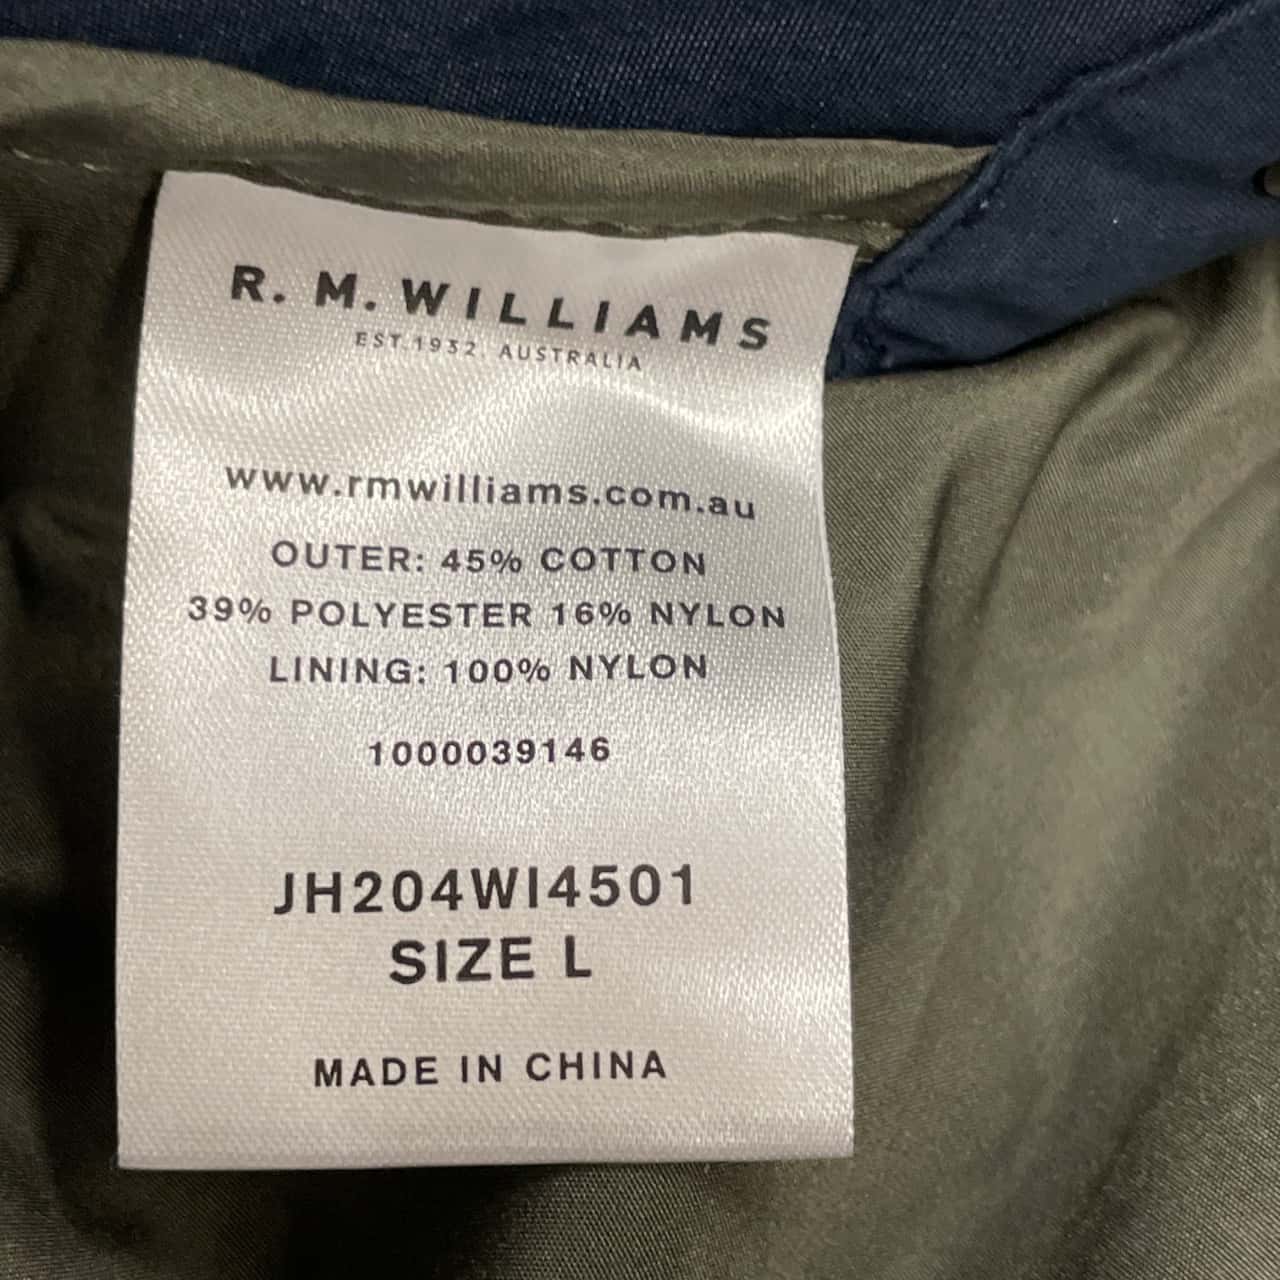 R. M. WILLIAMS
EST.1932. AUSTRALIA
www.rmwilliams.com.au
OUTER: 45% COTTON
39% POLYESTER 16% NYLON
LINING: 100% NYLON
1000039146
JH204WI4501
SIZE L
MADE IN CHINA